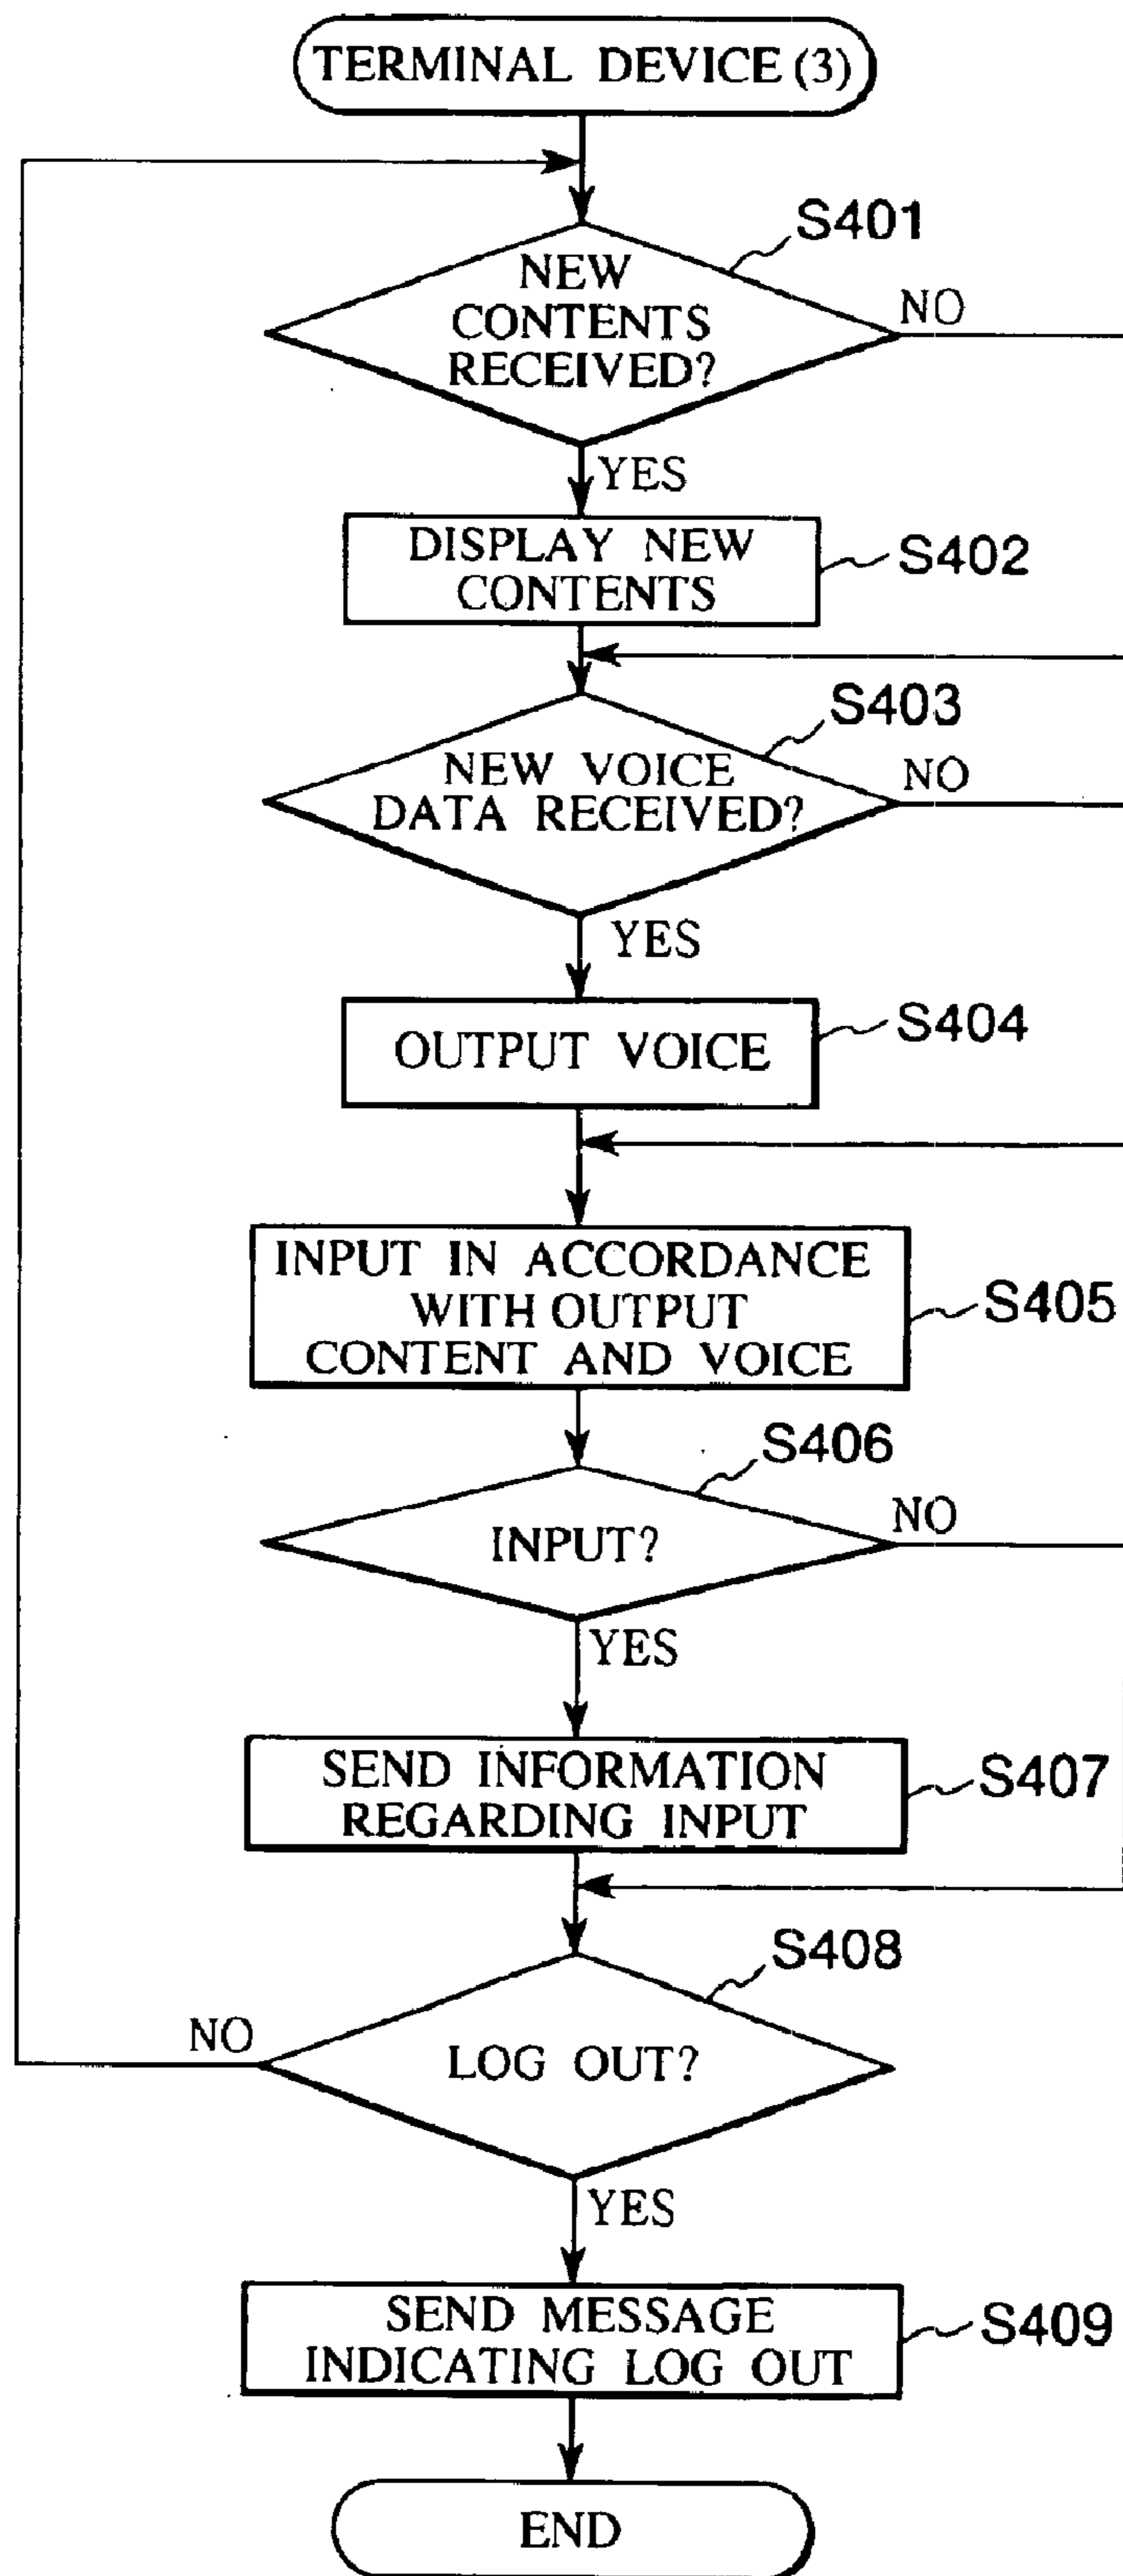 TERMINAL DEVICE (3)
S401
NEW
CONTENTS
RECEIVED?
NO
YES
DISPLAY NEW
CONTENTS
S402
S403
NEW VOICE
DATA RECEIVED?
NO
YES
OUTPUT VOICE
S404
INPUT IN ACCORDANCE
WITH OUTPUT
CONTENT AND VOICE
S405
S406
INPUT?
NO
YES
SEND INFORMATION
REGARDING INPUT
S407
S408
LOG OUT?
NO
YES
SEND MESSAGE
INDICATING LOG OUT
S409
END